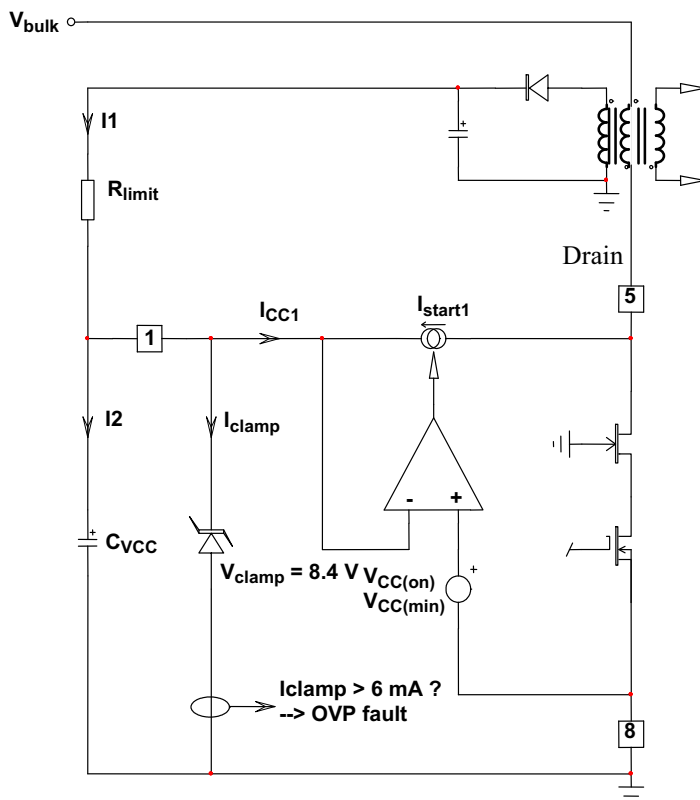 Vbulk
I1
Rlimit
Drain
5
ICC1
Istart1
1
I2
Iclamp
- +
CVCC
Vclamp = 8.4 V
VCC(on)
VCC(min)
Iclamp > 6 mA ?
--> OVP fault
8